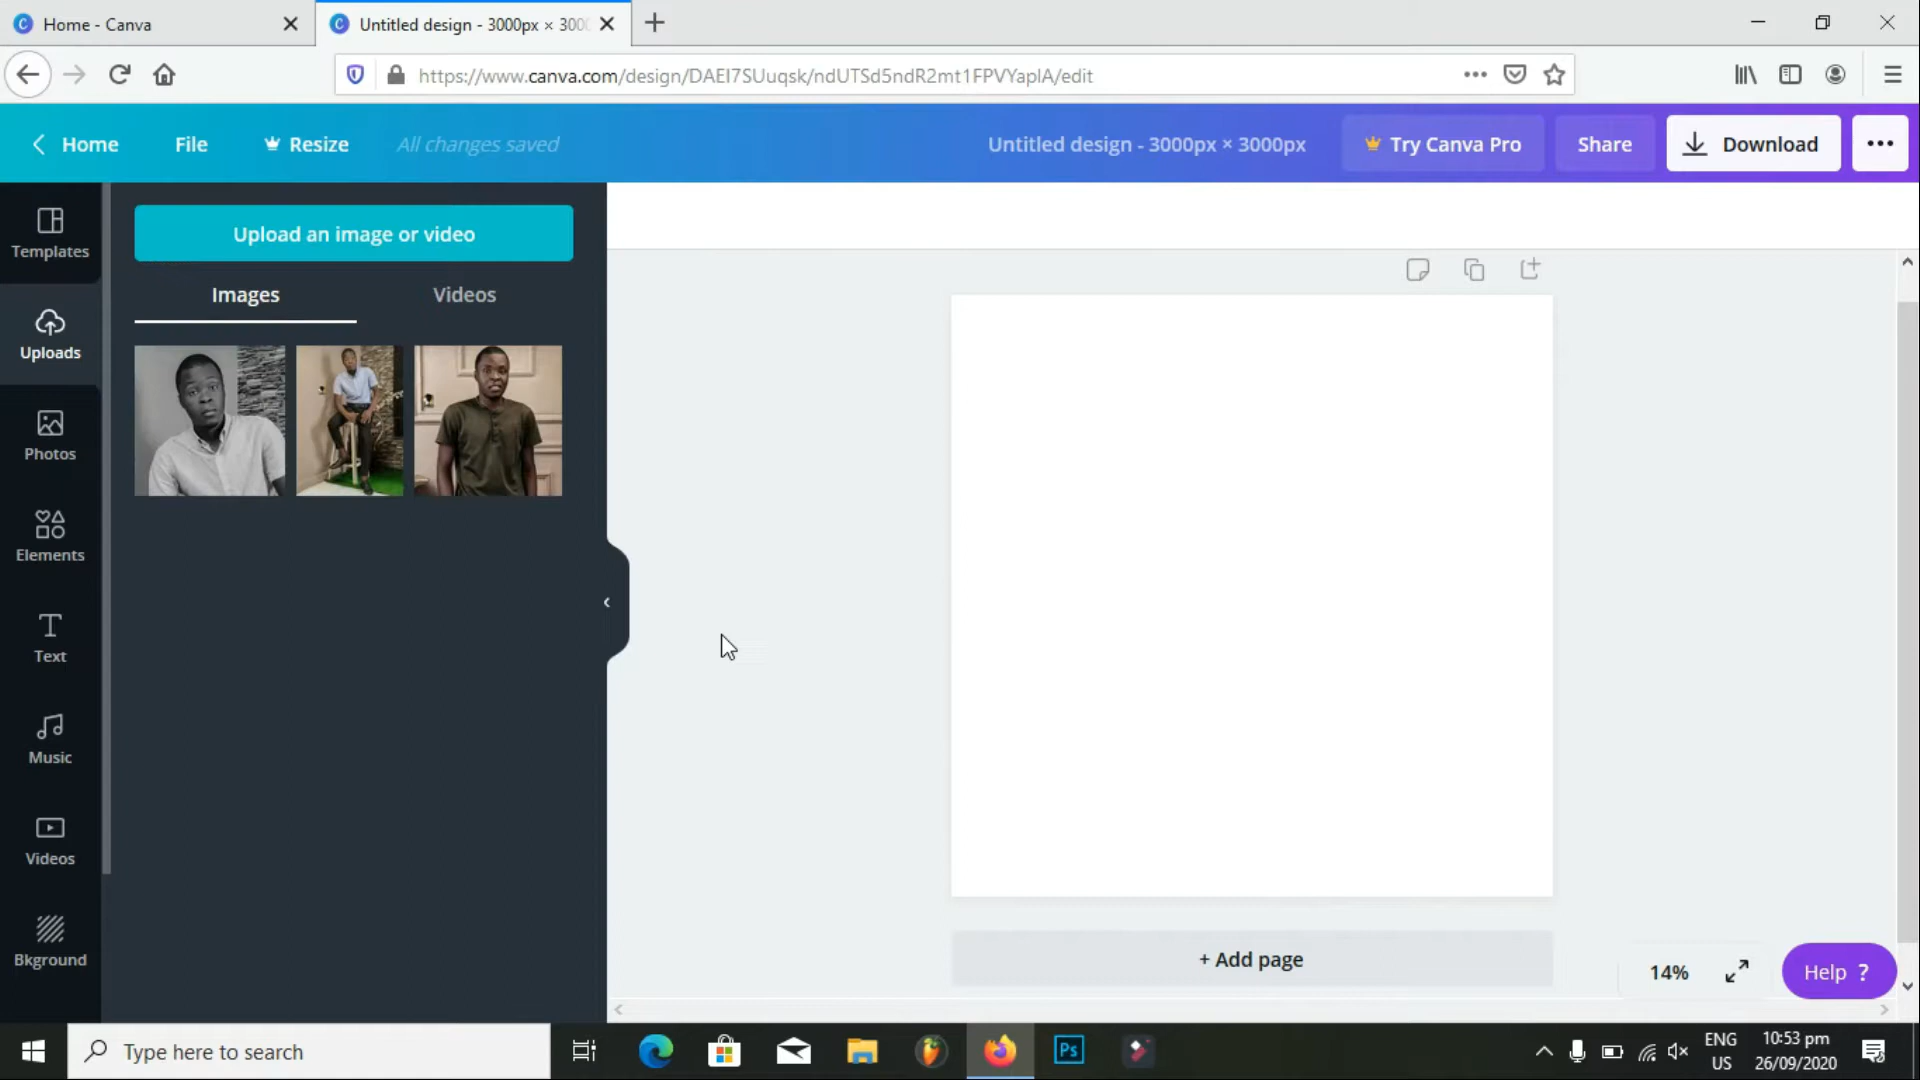 Home - Canva
Untitled design - 3000px × 300
https://www.canva.com/design/DAEI7SUuqsk/ndUTSd5ndR2mt1FPVYapIA/edit
Home File Resize All changes saved Untitled design - 3000px × 3000px Try Canva Pro Share Download
Templates
Uploads
Photos
Elements
Text
Music
Videos
Bkground
Upload an image or video
Images Videos
+ Add page
14% Help ?
Type here to search
Ps
ENG
US
10:53 pm
26/09/2020